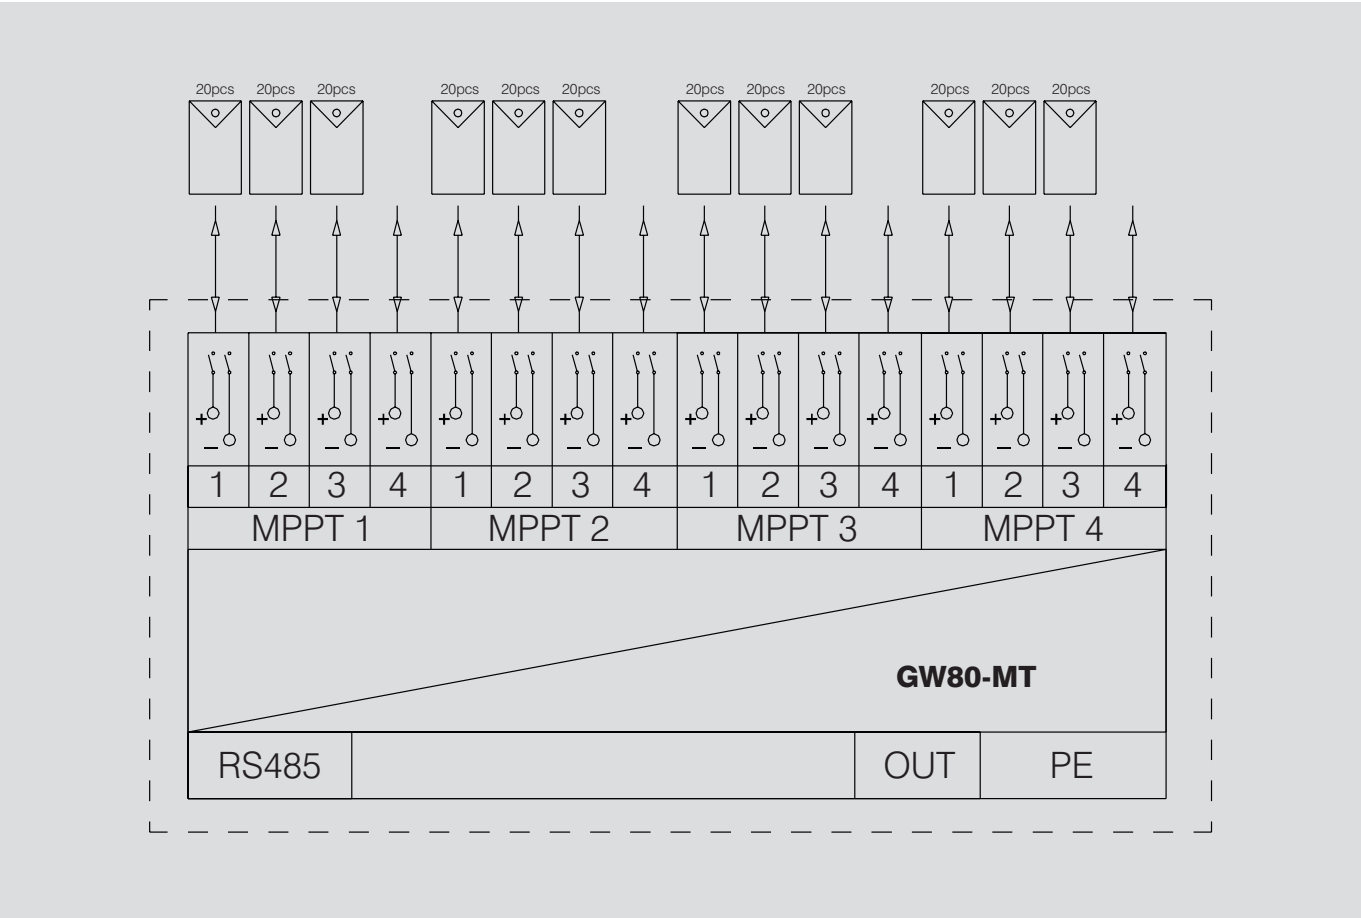 20pcs 20pcs 20pcs 20pcs 20pcs 20pcs 20pcs 20pcs 20pcs 20pcs 20pcs 20pcs
+ + + + + + + + + + + + + + + +
– – – – – – – – – – – – – – – –
1 2 3 4 1 2 3 4 1 2 3 4 1 2 3 4
MPPT 1 MPPT 2 MPPT 3 MPPT 4
GW80-MT
RS485 OUT PE